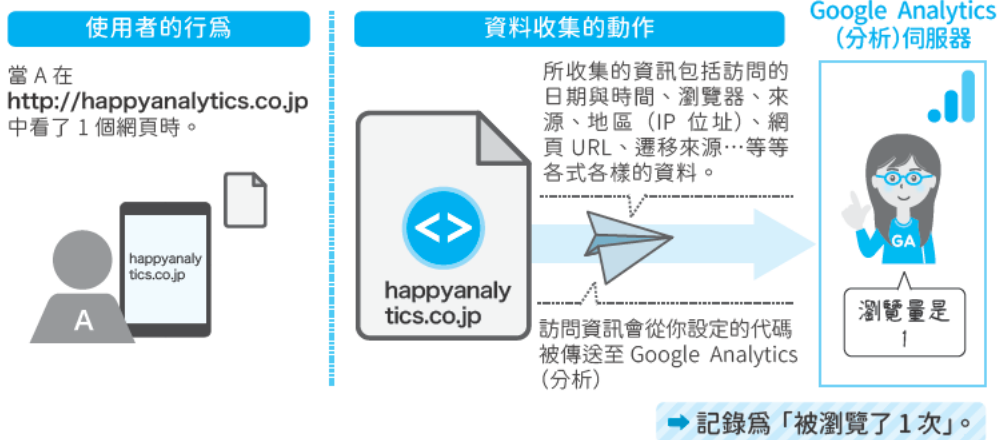 使用者的行為
當 A 在
http://happyanalytics.co.jp
中看了 1 個網頁時。
happyanaly
tics.co.jp
A
資料收集的動作
所收集的資訊包括訪問的
日期與時間、瀏覽器、來
源、地區（IP 位址）、網
頁 URL、遷移來源…等等
各式各樣的資料。
<>
happyanaly
tics.co.jp
訪問資訊會從你設定的代碼
被傳送至 Google Analytics
（分析）
Google Analytics
（分析）伺服器
GA
瀏覽量是
1
➡ 記錄為「被瀏覽了 1 次」。